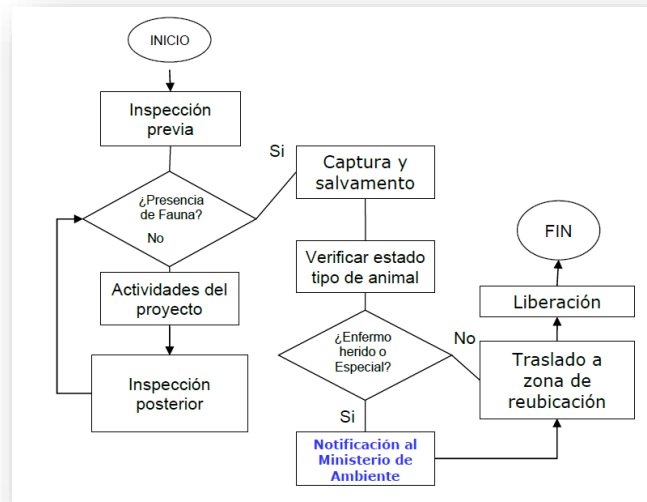 INICIO
Inspección
previa
¿Presencia
de Fauna?
No
Si
Actividades del
proyecto
Inspección
posterior
Captura y
salvamento
Verificar estado
tipo de animal
¿Enfermo
herido o
Especial?
No
Si
Notificación al
Ministerio de
Ambiente
Traslado a
zona de
reubicación
Liberación
FIN